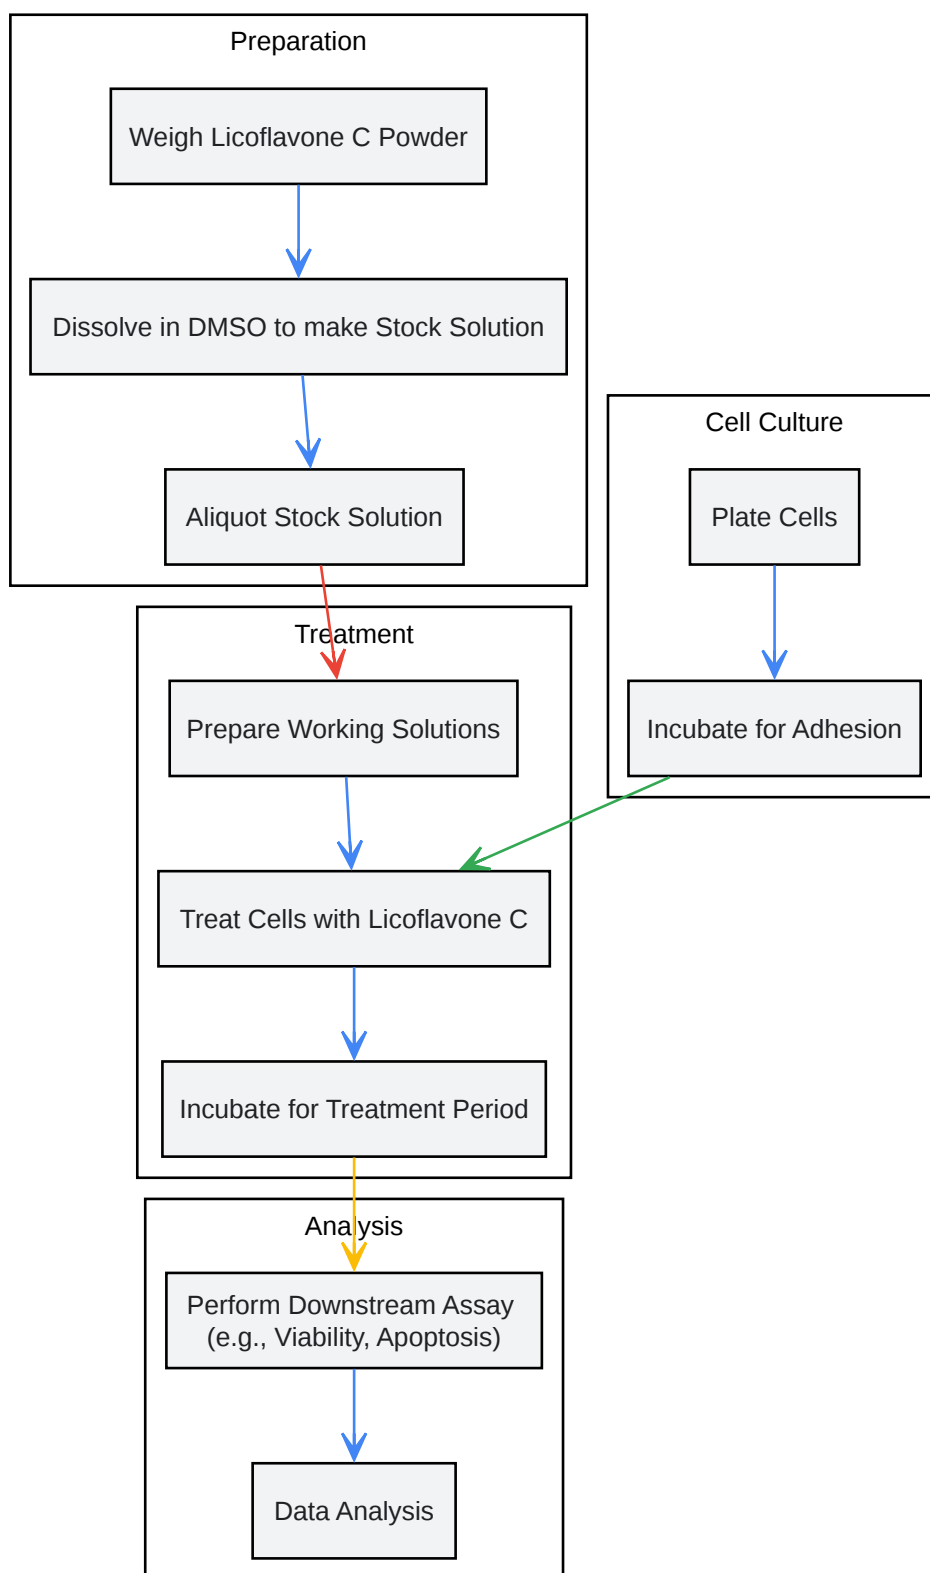 Preparation
Weigh Licoflavone C Powder
Dissolve in DMSO to make Stock Solution
Aliquot Stock Solution
Cell Culture
Plate Cells
Incubate for Adhesion
Treatment
Prepare Working Solutions
Treat Cells with Licoflavone C
Incubate for Treatment Period
Analysis
Perform Downstream Assay
(e.g., Viability, Apoptosis)
Data Analysis